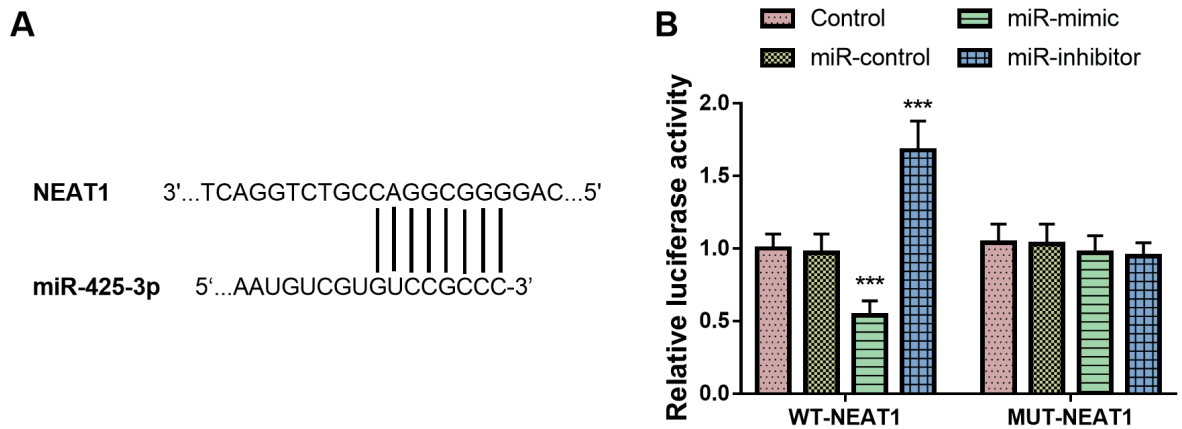 A
NEAT1 3'...TCAGGTCTGCCAGGCGGGGAC...5'
miR-425-3p 5‘...AAUGUCGUGUCCGCCC-3’
B
Control
miR-control
miR-mimic
miR-inhibitor
Relative luciferase activity
2.0
1.5
1.0
0.5
0.0
***
***
WT-NEAT1
MUT-NEAT1